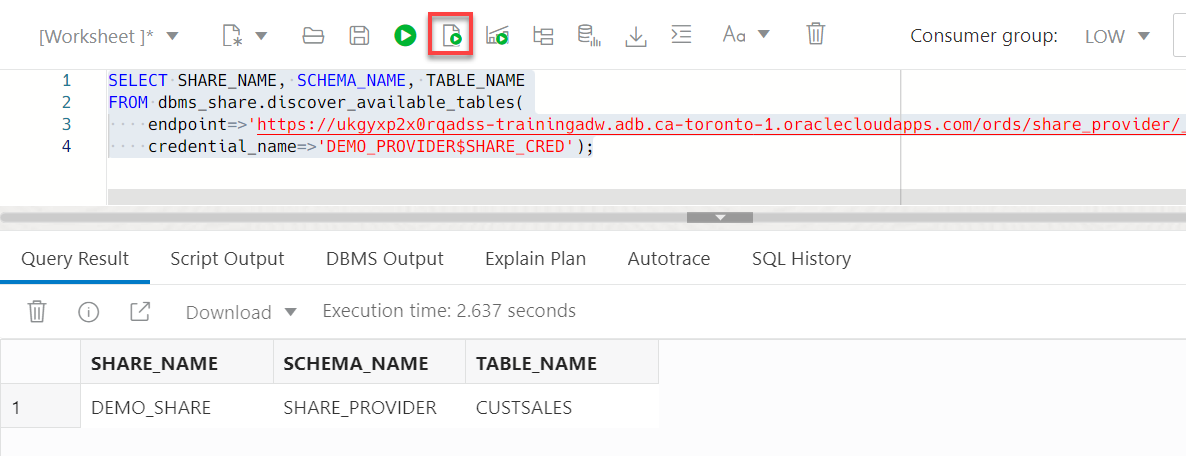 [Worksheet ]* Aa Consumer group: LOW
1 SELECT SHARE_NAME, SCHEMA_NAME, TABLE_NAME
2 FROM dbms_share.discover_available_tables(
3 endpoint=>'https://ukgyxp2x0rqadss-trainingadw.adb.ca-toronto-1.oraclecloudapps.com/ords/share_provider/_
4 credential_name=>'DEMO_PROVIDER$SHARE_CRED');
Query Result Script Output DBMS Output Explain Plan Autotrace SQL History
Download Execution time: 2.637 seconds
SHARE_NAME SCHEMA_NAME TABLE_NAME
1 DEMO_SHARE SHARE_PROVIDER CUSTSALES